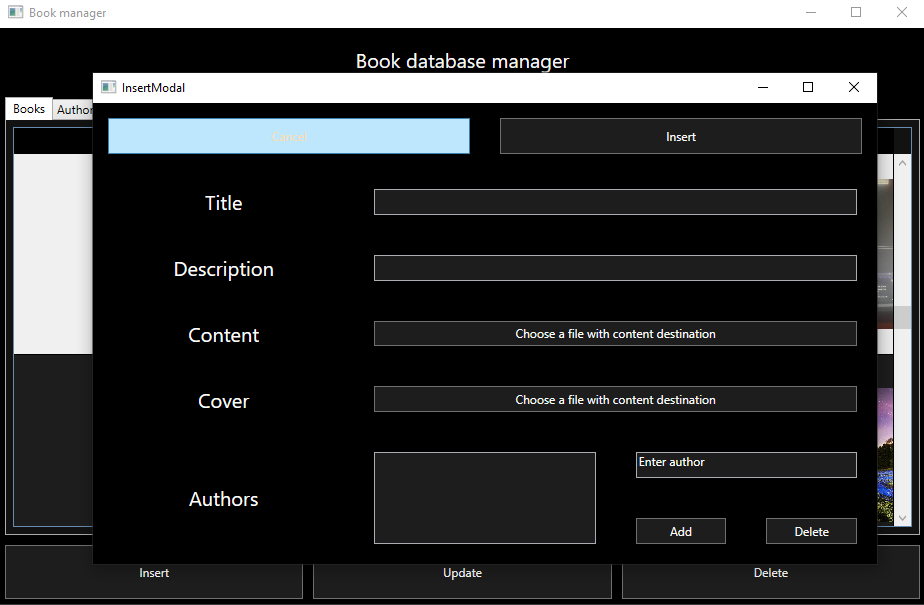 Book manager
Book database manager
InsertModal
Books
Author
Cancel
Insert
Title
Description
Content
Choose a file with content destination
Cover
Choose a file with content destination
Authors
Enter author
Add
Delete
Insert
Update
Delete